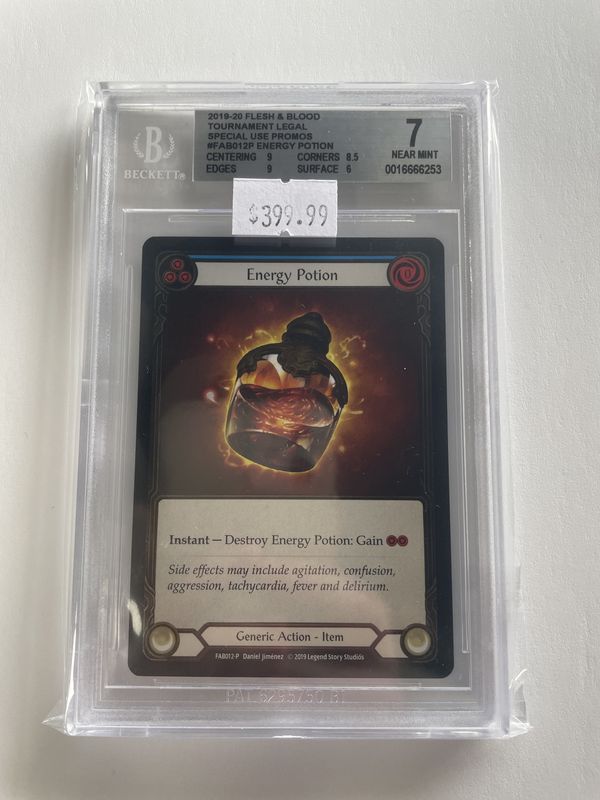 2019-20 FLESH & BLOOD
TOURNAMENT LEGAL
SPECIAL USE PROMOS
#FAB012P ENERGY POTION
CENTERING 9 CORNERS 8.5
EDGES 9 SURFACE 6
7
NEAR MINT
0016666253
B
BECKETT®
$399.99
Energy Potion
0
Instant — Destroy Energy Potion: Gain
Side effects may include agitation, confusion,
aggression, tachycardia, fever and delirium.
Generic Action - Item
FAB012-P Daniel Jiménez © 2019 Legend Story Studios